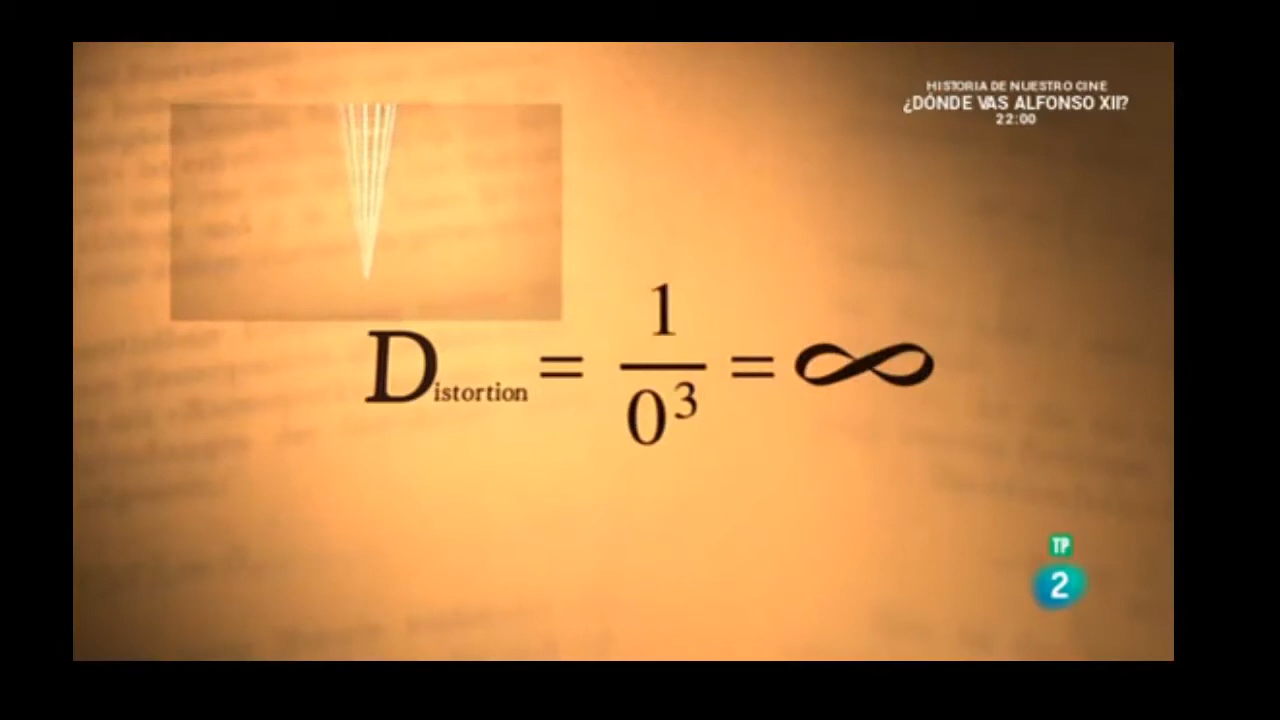 HISTORIA DE NUESTRO CINE
¿DÓNDE VAS ALFONSO XII?
22:00
Distortion = 1/0³ = ∞
TP
2